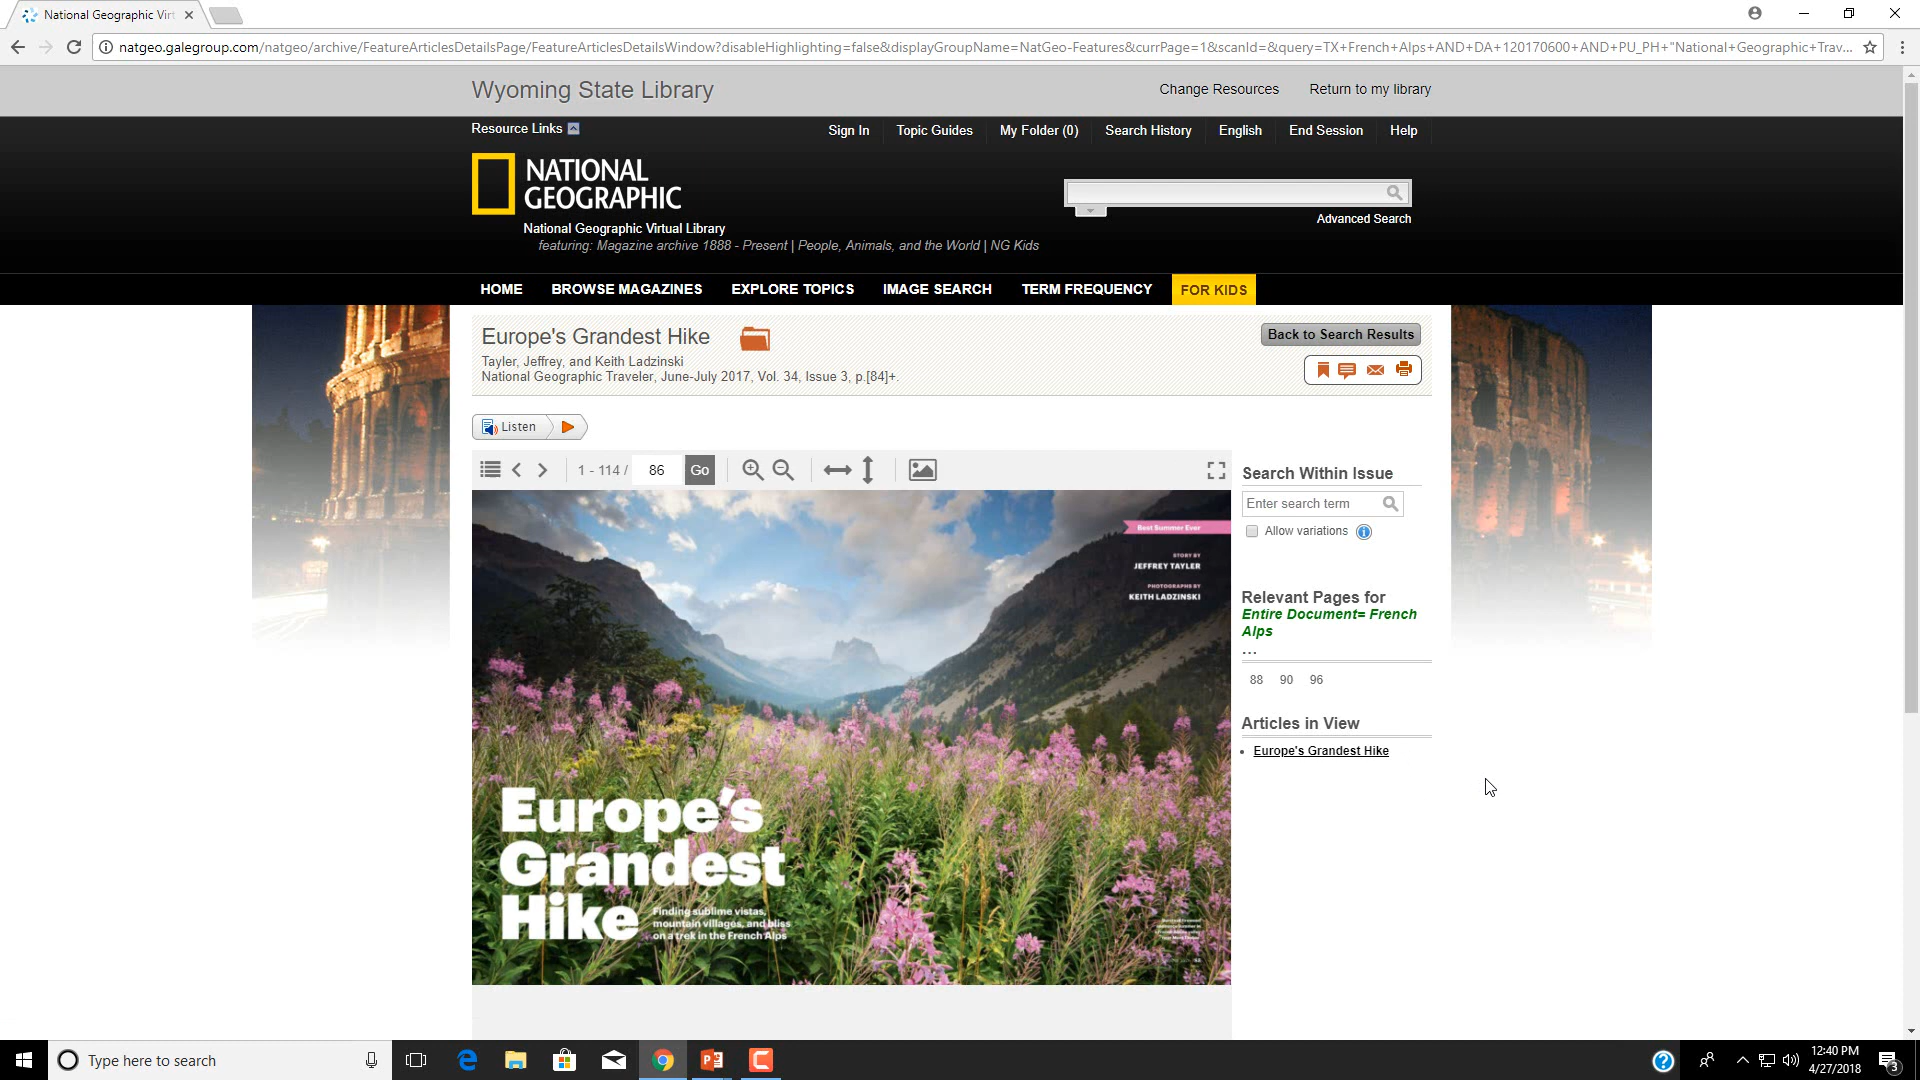 National Geographic Virt
natgeo.galegroup.com/natgeo/archive/FeatureArticlesDetailsPage/FeatureArticlesDetailsWindow?disableHighlighting=false&displayGroupName=NatGeo-Features&currPage=1&scanId=&query=TX+French+Alps+AND+DA+120170600+AND+PU_PH+"National+Geographic+Trav...
Wyoming State Library
Change Resources
Return to my library
Resource Links
Sign In
Topic Guides
My Folder (0)
Search History
English
End Session
Help
NATIONAL
GEOGRAPHIC
Advanced Search
National Geographic Virtual Library
featuring: Magazine archive 1888 - Present | People, Animals, and the World | NG Kids
HOME
BROWSE MAGAZINES
EXPLORE TOPICS
IMAGE SEARCH
TERM FREQUENCY
FOR KIDS
Europe's Grandest Hike
Back to Search Results
Tayler, Jeffrey, and Keith Ladzinski
National Geographic Traveler, June-July 2017, Vol. 34, Issue 3, p.[84]+.
Listen
1 - 114 /
86
Go
Best Summer Ever
STORY BY
JEFFREY TAYLER
PHOTOGRAPHS BY
KEITH LADZINSKI
Europe's
Grandest
Hike
Finding sublime vistas,
mountain villages, and bliss
on a trek in the French Alps
Search Within Issue
Enter search term
Allow variations
Relevant Pages for
Entire Document= French
Alps
...
88 90 96
Articles in View
Europe's Grandest Hike
Type here to search
12:40 PM
4/27/2018
3